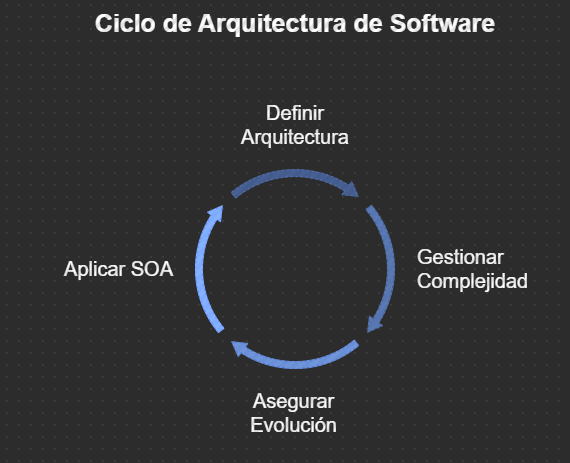 Ciclo de Arquitectura de Software
Definir
Arquitectura
Gestionar
Complejidad
Asegurar
Evolución
Aplicar SOA